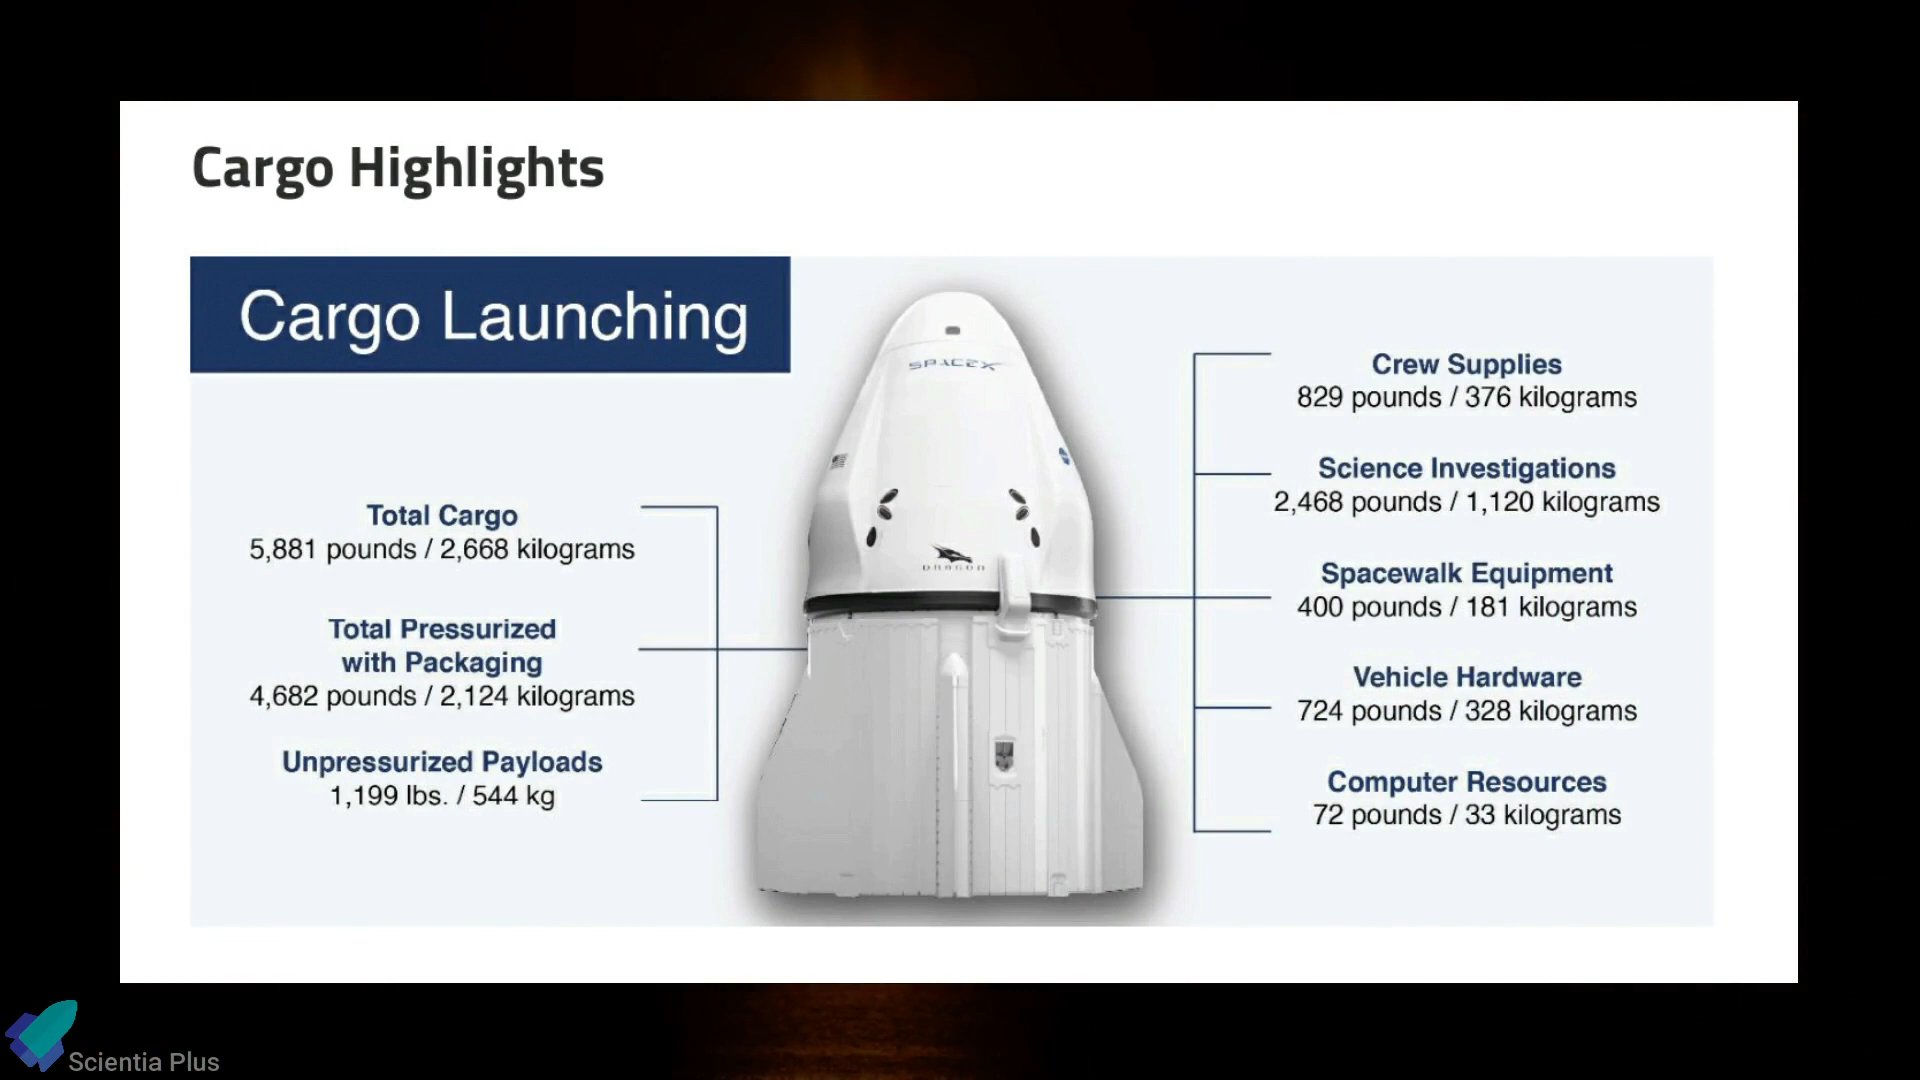 Cargo Highlights
Cargo Launching
SPACEX
DRAGON
Total Cargo
5,881 pounds / 2,668 kilograms
Total Pressurized
with Packaging
4,682 pounds / 2,124 kilograms
Unpressurized Payloads
1,199 lbs. / 544 kg
Crew Supplies
829 pounds / 376 kilograms
Science Investigations
2,468 pounds / 1,120 kilograms
Spacewalk Equipment
400 pounds / 181 kilograms
Vehicle Hardware
724 pounds / 328 kilograms
Computer Resources
72 pounds / 33 kilograms
Scientia Plus